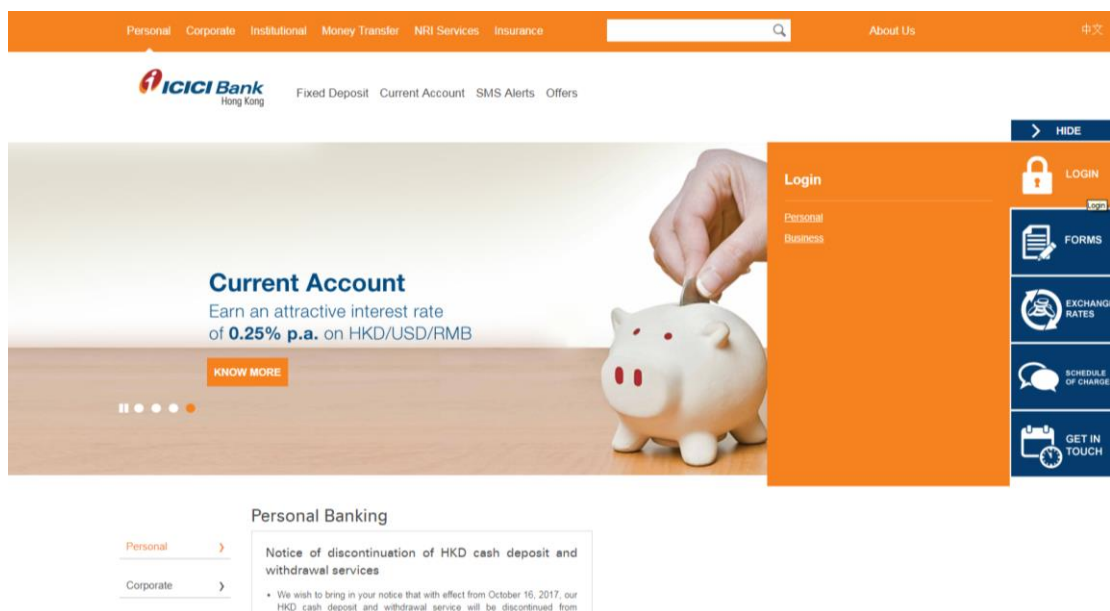 Personal Corporate Institutional Money Transfer NRI Services Insurance About Us 中文
ICICI Bank
Hong Kong
Fixed Deposit Current Account SMS Alerts Offers
HIDE
Login
LOGIN
Login
Personal
Business
FORMS
Current Account
Earn an attractive interest rate
of 0.25% p.a. on HKD/USD/RMB
KNOW MORE
EXCHANG
RATES
SCHEDULE
OF CHARGE
GET IN
TOUCH
Personal Banking
Personal
Corporate
Notice of discontinuation of HKD cash deposit and
withdrawal services
• We wish to bring in your notice that with effect from October 16, 2017, our
HKD cash deposit and withdrawal service will be discontinued from